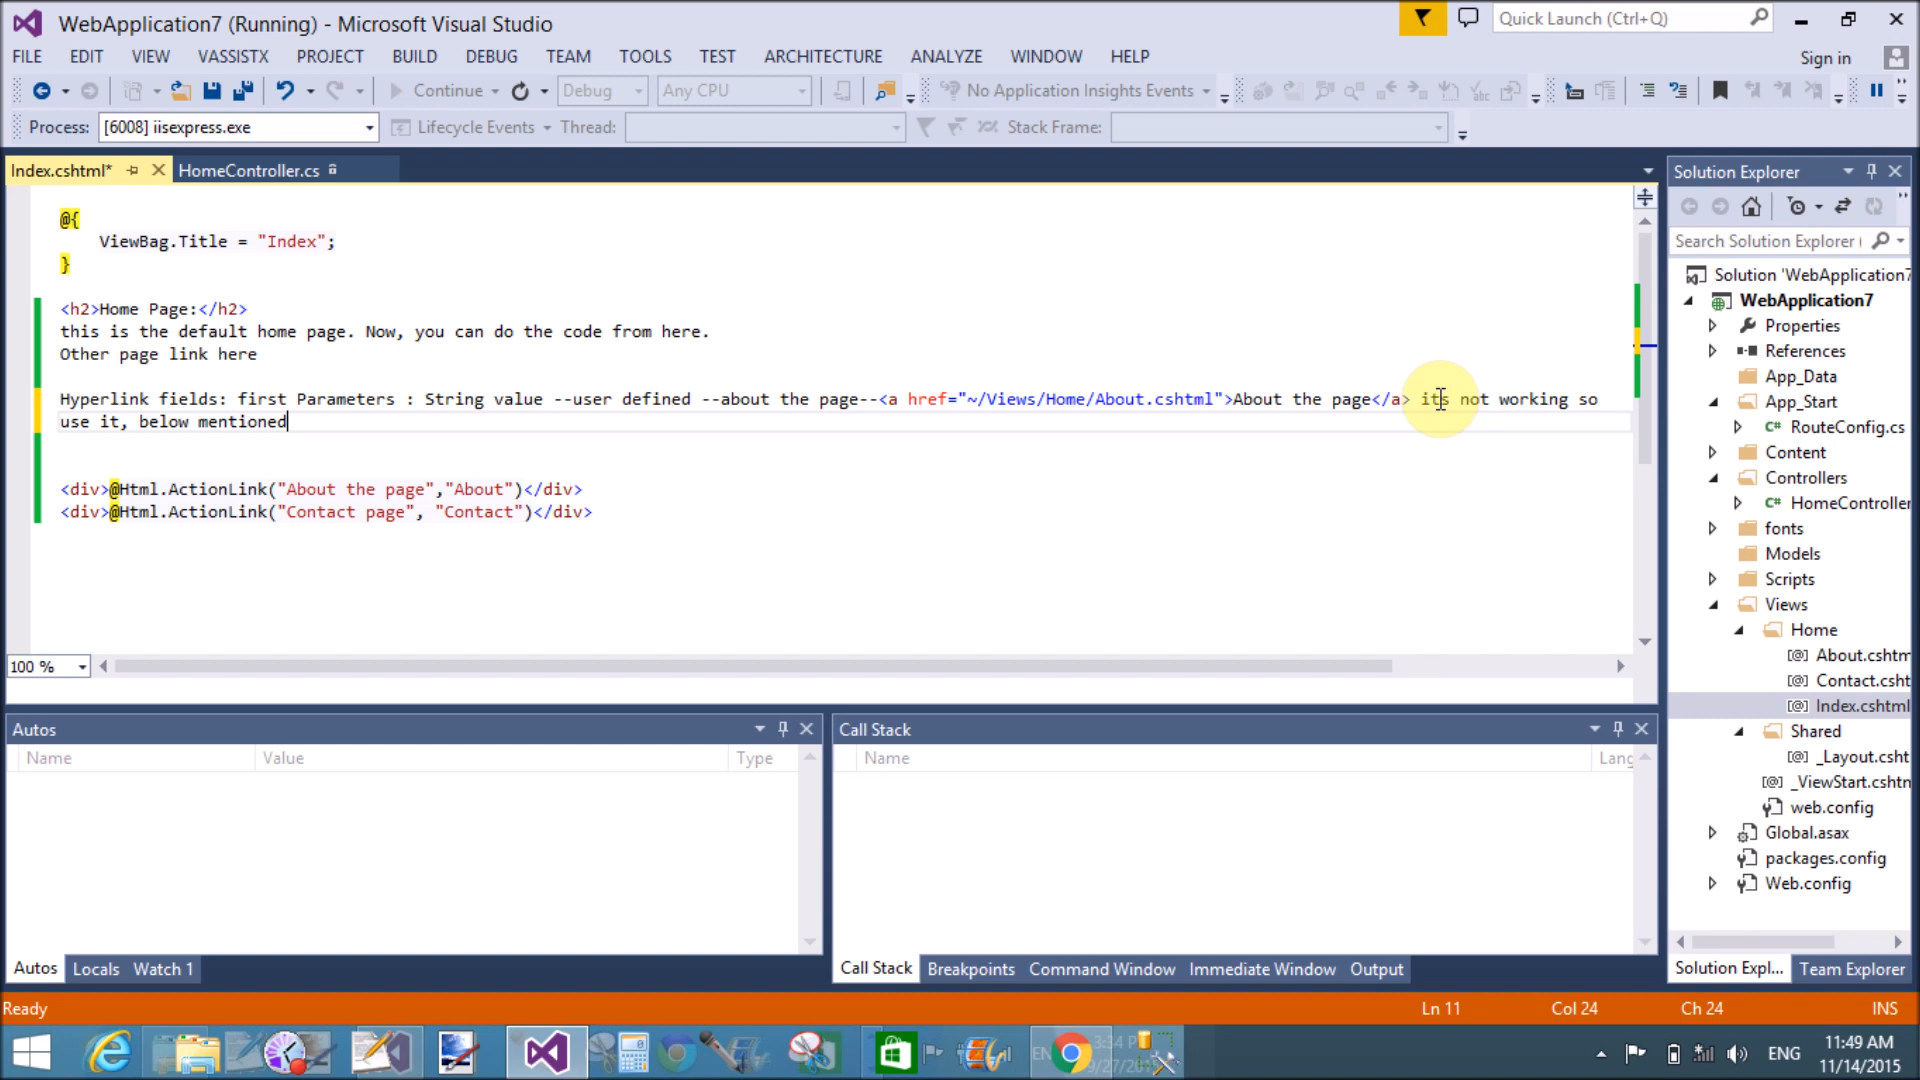 WebApplication7 (Running) - Microsoft Visual Studio
Quick Launch (Ctrl+Q)
FILE EDIT VIEW VASSISTX PROJECT BUILD DEBUG TEAM TOOLS TEST ARCHITECTURE ANALYZE WINDOW HELP
Sign in
Continue Debug Any CPU No Application Insights Events
Process: [6008] iisexpress.exe Lifecycle Events Thread: Stack Frame:
Index.cshtml* HomeController.cs
@{
ViewBag.Title = "Index";
}
<h2>Home Page:</h2>
this is the default home page. Now, you can do the code from here.
Other page link here
Hyperlink fields: first Parameters : String value --user defined --about the page--<a href="~/Views/Home/About.cshtml">About the page</a> its not working so
use it, below mentioned
<div>@Html.ActionLink("About the page","About")</div>
<div>@Html.ActionLink("Contact page", "Contact")</div>
100 %
Solution Explorer
Search Solution Explorer (
Solution 'WebApplication7'
WebApplication7
Properties
References
App_Data
App_Start
C# RouteConfig.cs
Content
Controllers
C# HomeController
fonts
Models
Scripts
Views
Home
[@] About.cshtm
[@] Contact.csht
[@] Index.cshtml
Shared
[@] _Layout.csht
[@] _ViewStart.cshtm
web.config
Global.asax
packages.config
Web.config
Solution Expl... Team Explorer
Autos
Name Value Type
Autos Locals Watch 1
Call Stack
Name Lang
Call Stack Breakpoints Command Window Immediate Window Output
Ready Ln 11 Col 24 Ch 24 INS
ENG
11:49 AM
11/14/2015